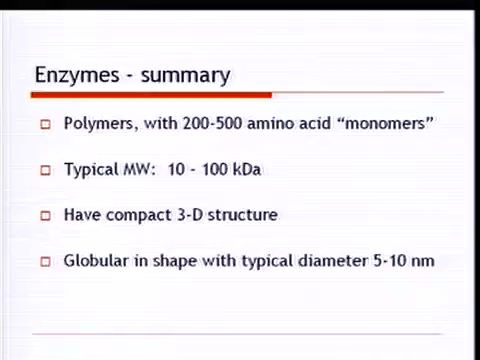 Enzymes - summary
Polymers, with 200-500 amino acid “monomers”
Typical MW: 10 - 100 kDa
Have compact 3-D structure
Globular in shape with typical diameter 5-10 nm